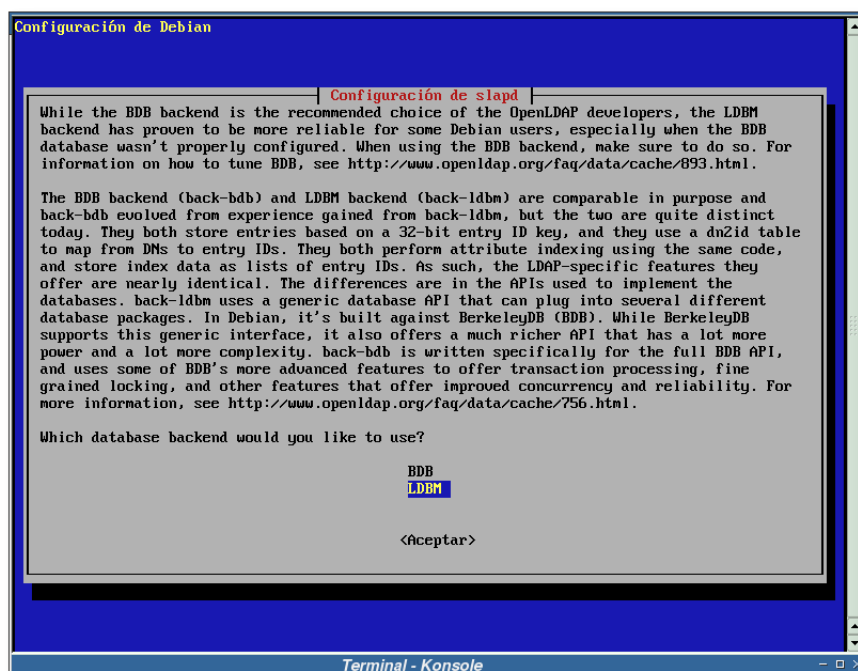 Configuración de Debian
Configuración de slapd
While the BDB backend is the recommended choice of the OpenLDAP developers, the LDBM
backend has proven to be more reliable for some Debian users, especially when the BDB
database wasn't properly configured. When using the BDB backend, make sure to do so. For
information on how to tune BDB, see http://www.openldap.org/faq/data/cache/893.html.
The BDB backend (back-bdb) and LDBM backend (back-ldbm) are comparable in purpose and
back-bdb evolved from experience gained from back-ldbm, but the two are quite distinct
today. They both store entries based on a 32-bit entry ID key, and they use a dn2id table
to map from DNs to entry IDs. They both perform attribute indexing using the same code,
and store index data as lists of entry IDs. As such, the LDAP-specific features they
offer are nearly identical. The differences are in the APIs used to implement the
databases. back-ldbm uses a generic database API that can plug into several different
database packages. In Debian, it's built against BerkeleyDB (BDB). While BerkeleyDB
supports this generic interface, it also offers a much richer API that has a lot more
power and a lot more complexity. back-bdb is written specifically for the full BDB API,
and uses some of BDB's more advanced features to offer transaction processing, fine
grained locking, and other features that offer improved concurrency and reliability. For
more information, see http://www.openldap.org/faq/data/cache/756.html.
Which database backend would you like to use?
BDB
LDBM
<Aceptar>
Terminal - Konsole